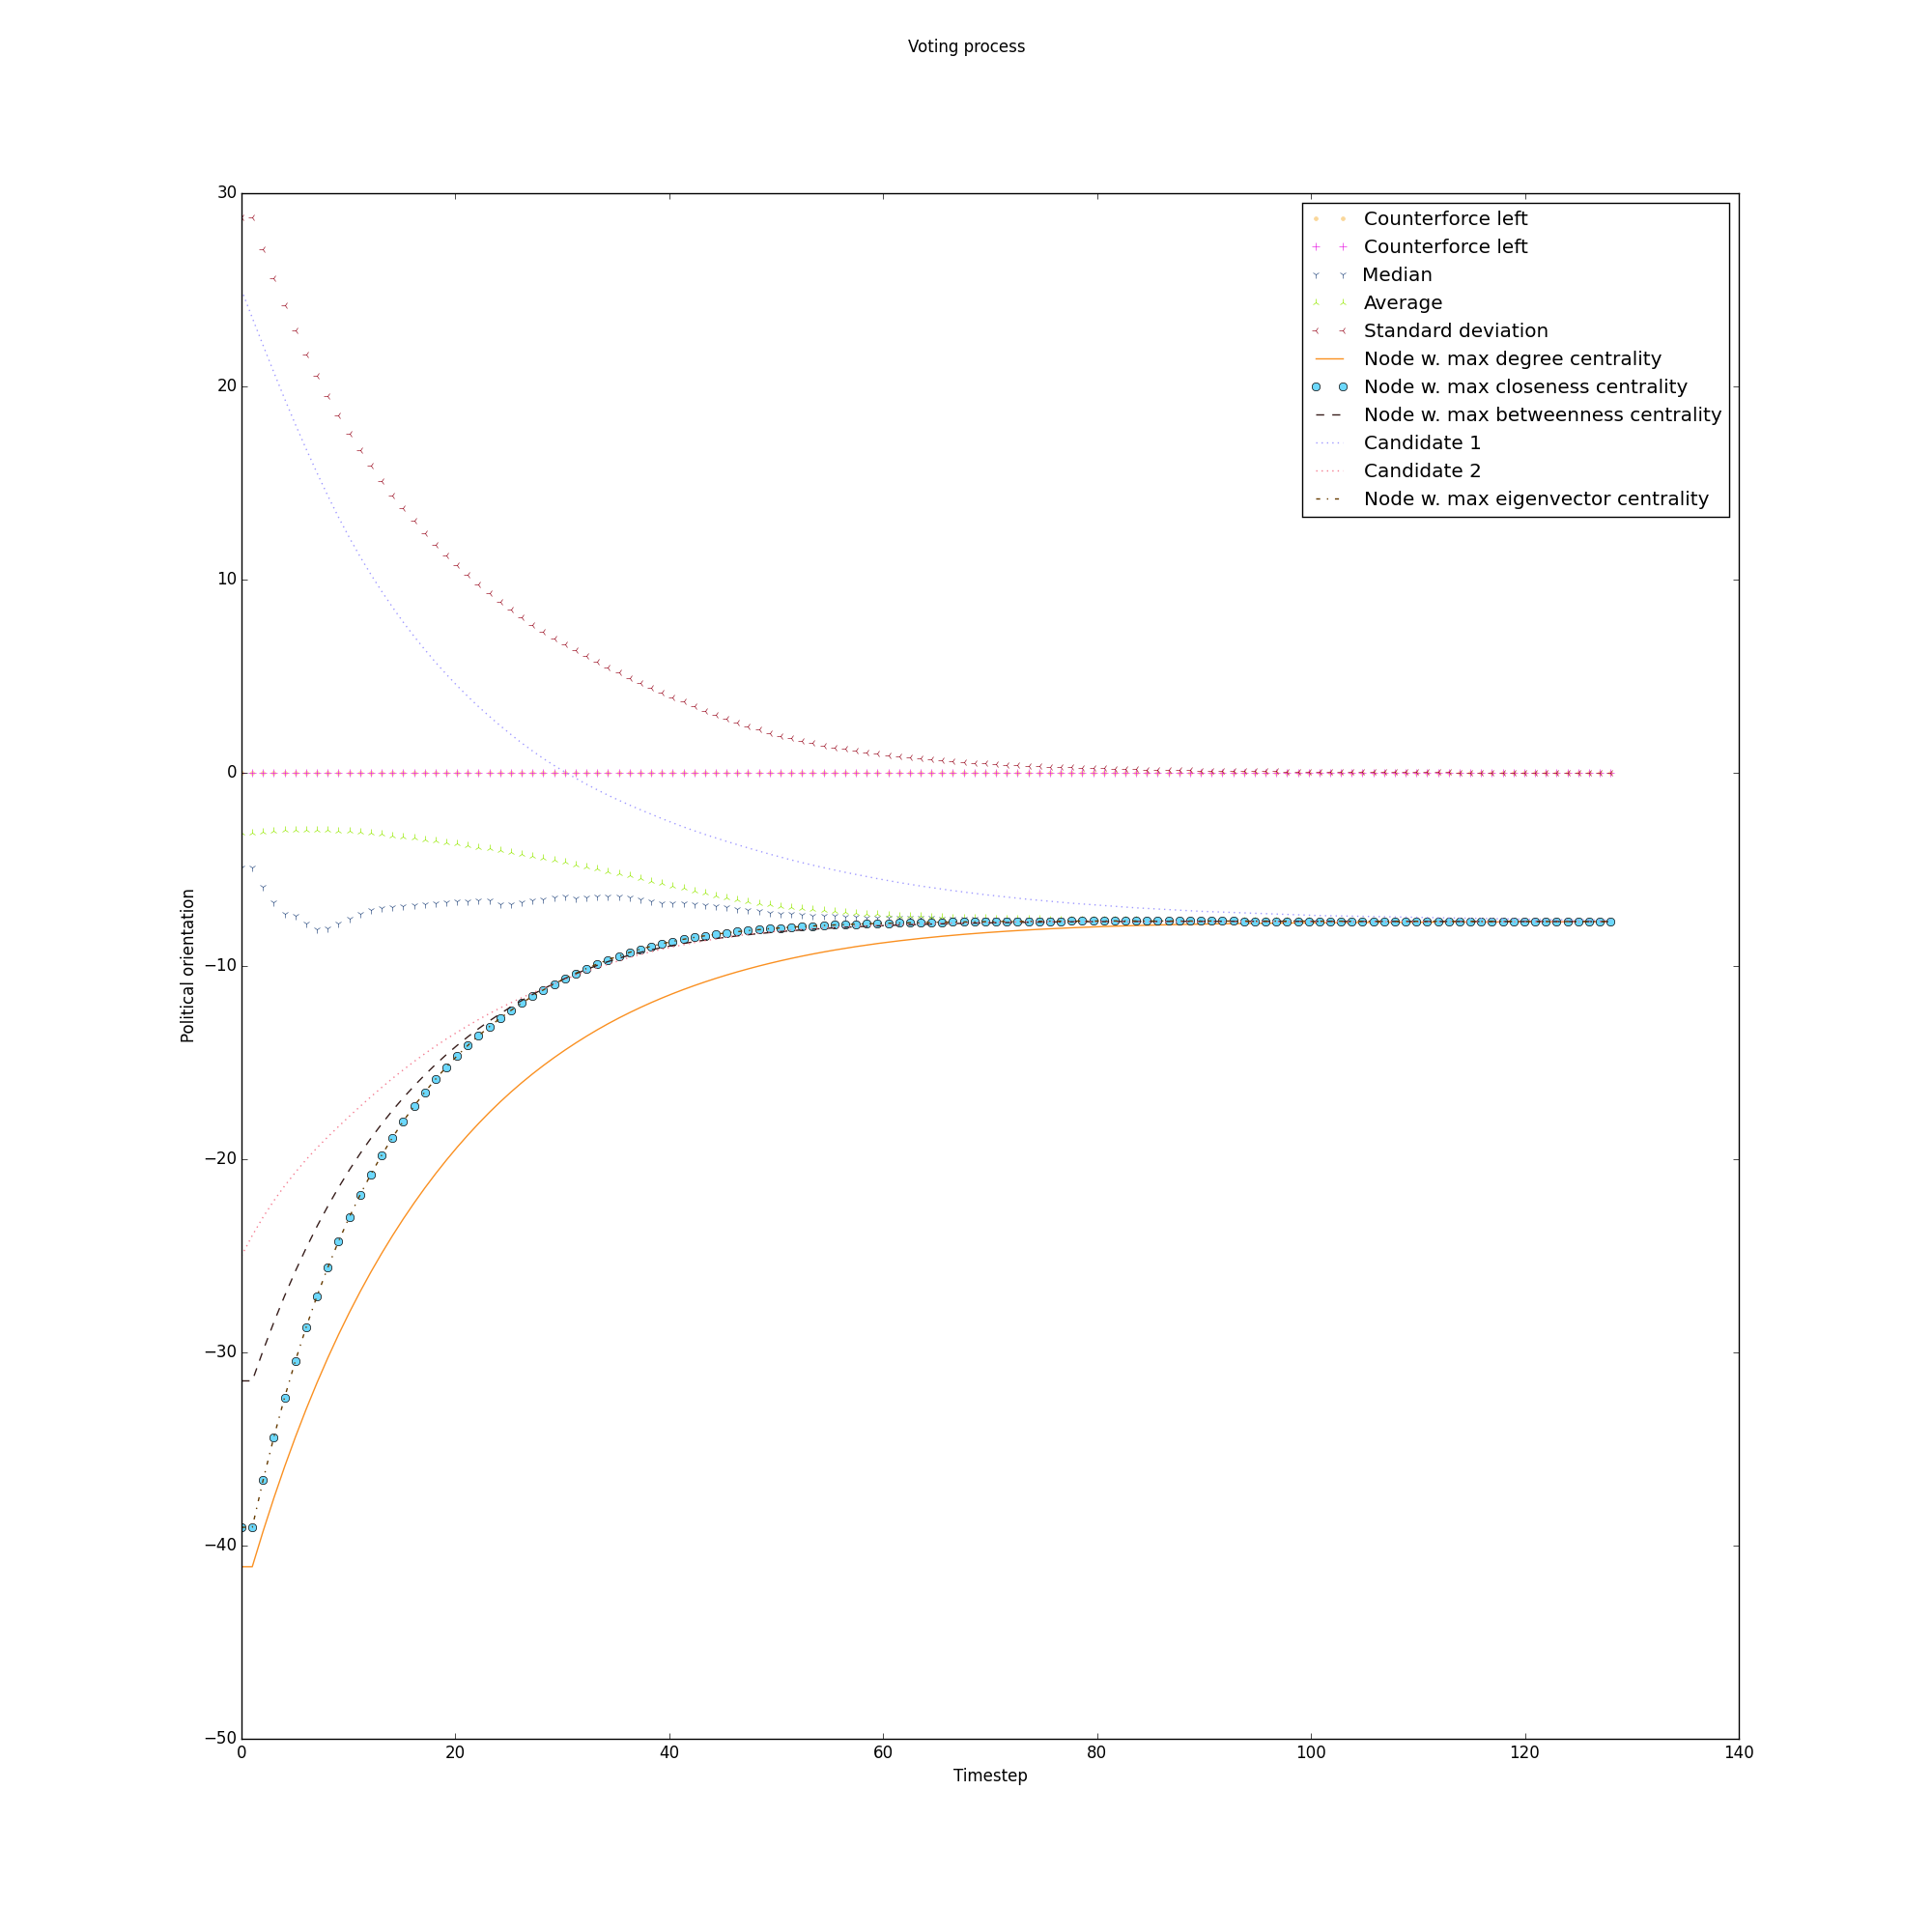 Voting process
30
20
10
0
−10
−20
−30
−40
−50
Political orientation
Counterforce left
Counterforce left
Median
Average
Standard deviation
Node w. max degree centrality
Node w. max closeness centrality
Node w. max betweenness centrality
Candidate 1
Candidate 2
Node w. max eigenvector centrality
0 20 40 60 80 100 120 140
Timestep